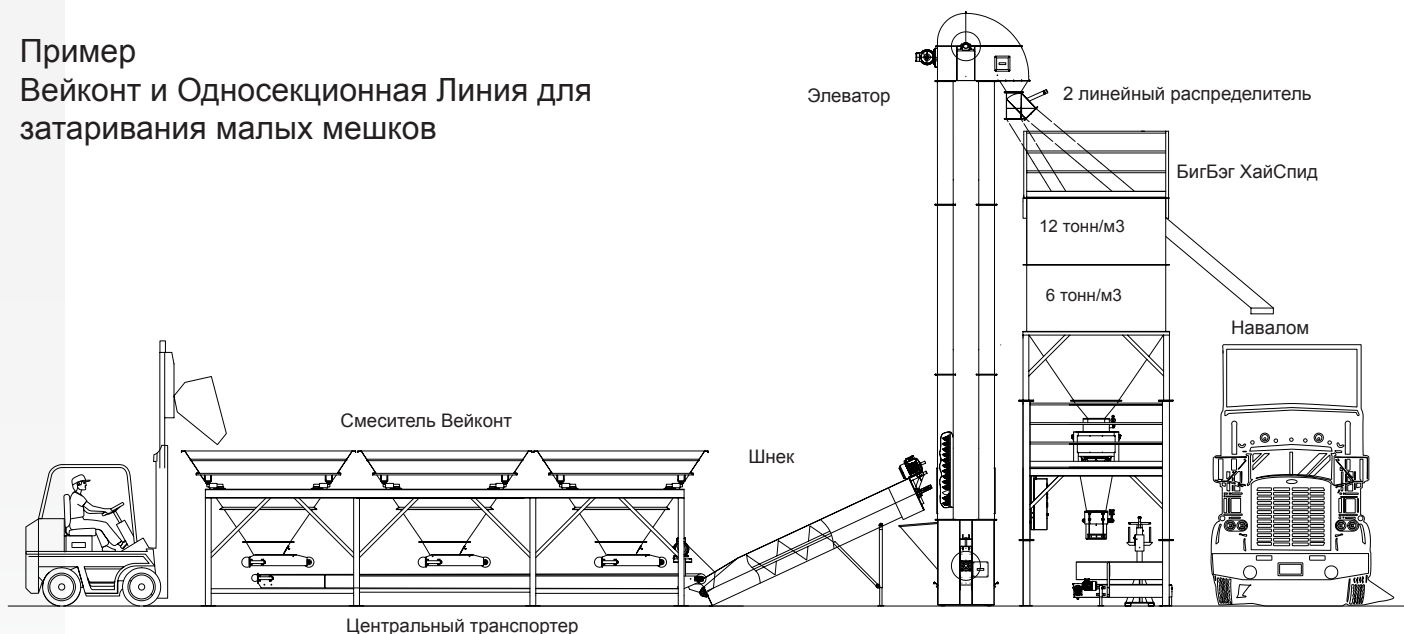 Пример
Вейконт и Односекционная Линия для
затаривания малых мешков
Элеватор
2 линейный распределитель
БигБэг ХайСпид
12 тонн/м3
6 тонн/м3
Навалом
Смеситель Вейконт
Шнек
Центральный транспортер